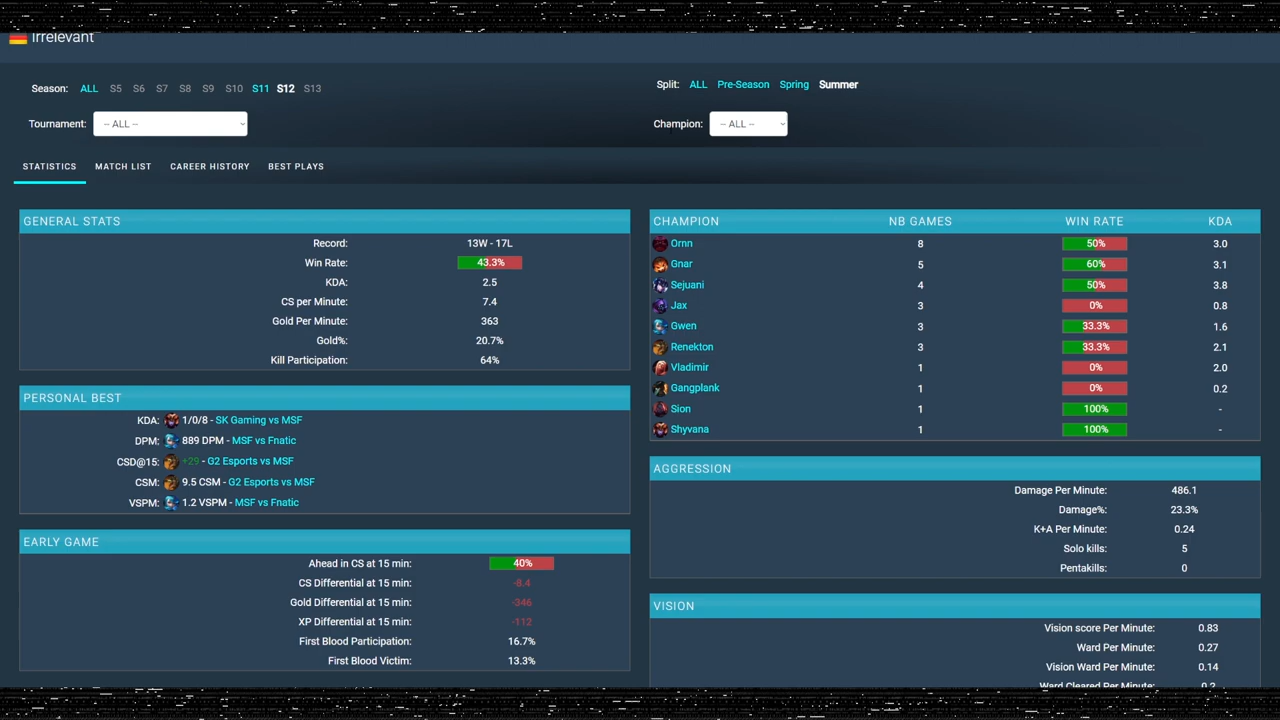 Irrelevant
Season: ALL S5 S6 S7 S8 S9 S10 S11 S12 S13
Split: ALL Pre-Season Spring Summer
Tournament: -- ALL --
Champion: -- ALL --
STATISTICS MATCH LIST CAREER HISTORY BEST PLAYS
GENERAL STATS
Record: 13W - 17L
Win Rate: 43.3%
KDA: 2.5
CS per Minute: 7.4
Gold Per Minute: 363
Gold%: 20.7%
Kill Participation: 64%
PERSONAL BEST
KDA: 1/0/8 - SK Gaming vs MSF
DPM: 889 DPM - MSF vs Fnatic
CSD@15: +29 - G2 Esports vs MSF
CSM: 9.5 CSM - G2 Esports vs MSF
VSPM: 1.2 VSPM - MSF vs Fnatic
EARLY GAME
Ahead in CS at 15 min: 40%
CS Differential at 15 min: -8.4
Gold Differential at 15 min: -346
XP Differential at 15 min: -112
First Blood Participation: 16.7%
First Blood Victim: 13.3%
CHAMPION NB GAMES WIN RATE KDA
Ornn 8 50% 3.0
Gnar 5 60% 3.1
Sejuani 4 50% 3.8
Jax 3 0% 0.8
Gwen 3 33.3% 1.6
Renekton 3 33.3% 2.1
Vladimir 1 0% 2.0
Gangplank 1 0% 0.2
Sion 1 100% -
Shyvana 1 100% -
AGGRESSION
Damage Per Minute: 486.1
Damage%: 23.3%
K+A Per Minute: 0.24
Solo kills: 5
Pentakills: 0
VISION
Vision score Per Minute: 0.83
Ward Per Minute: 0.27
Vision Ward Per Minute: 0.14
Ward Cleared Per Minute: 0.2